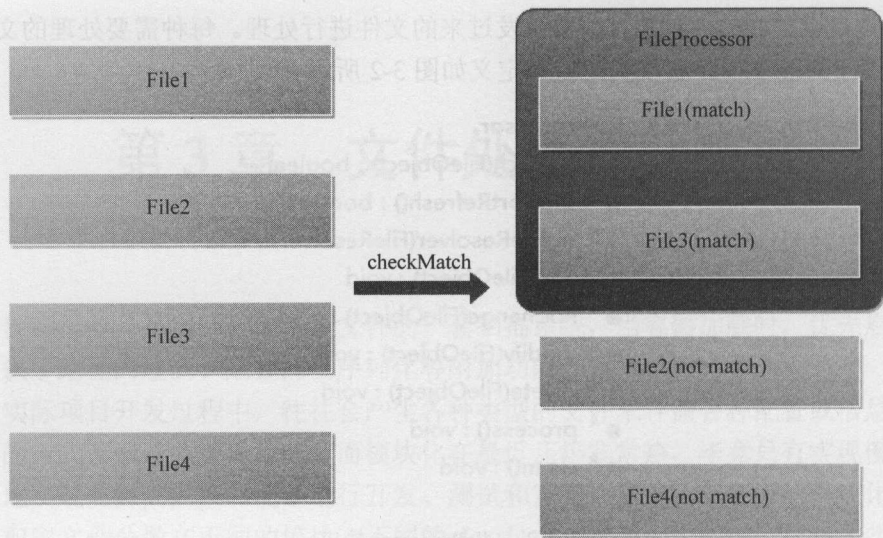 File1
File2
File3
File4
checkMatch
FileProcessor
File1(match)
File3(match)
File2(not match)
File4(not match)